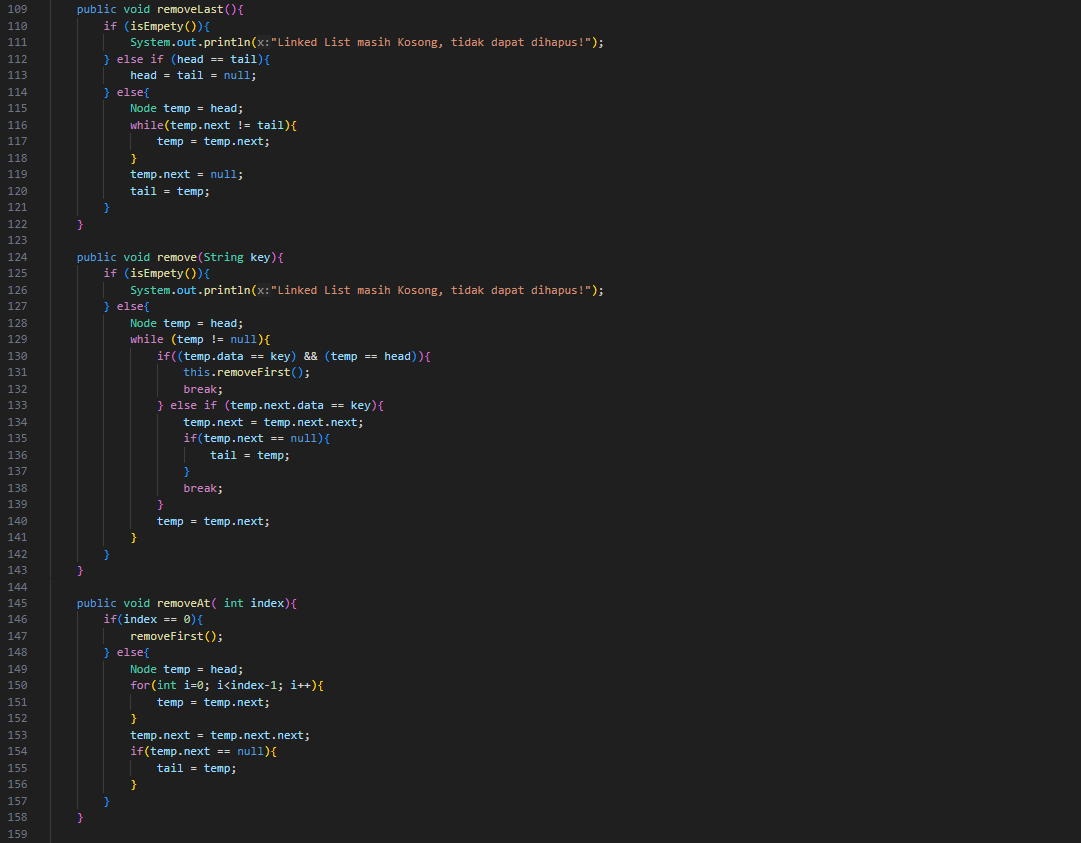 109 public void removeLast(){
110 if (isEmpety()){
111 System.out.println(x:"Linked List masih Kosong, tidak dapat dihapus!");
112 } else if (head == tail){
113 head = tail = null;
114 } else{
115 Node temp = head;
116 while(temp.next != tail){
117 temp = temp.next;
118 }
119 temp.next = null;
120 tail = temp;
121 }
122 }
123
124 public void remove(String key){
125 if (isEmpety()){
126 System.out.println(x:"Linked List masih Kosong, tidak dapat dihapus!");
127 } else{
128 Node temp = head;
129 while (temp != null){
130 if((temp.data == key) && (temp == head)){
131 this.removeFirst();
132 break;
133 } else if (temp.next.data == key){
134 temp.next = temp.next.next;
135 if(temp.next == null){
136 tail = temp;
137 }
138 break;
139 }
140 temp = temp.next;
141 }
142 }
143 }
144
145 public void removeAt( int index){
146 if(index == 0){
147 removeFirst();
148 } else{
149 Node temp = head;
150 for(int i=0; i<index-1; i++){
151 temp = temp.next;
152 }
153 temp.next = temp.next.next;
154 if(temp.next == null){
155 tail = temp;
156 }
157 }
158 }
159